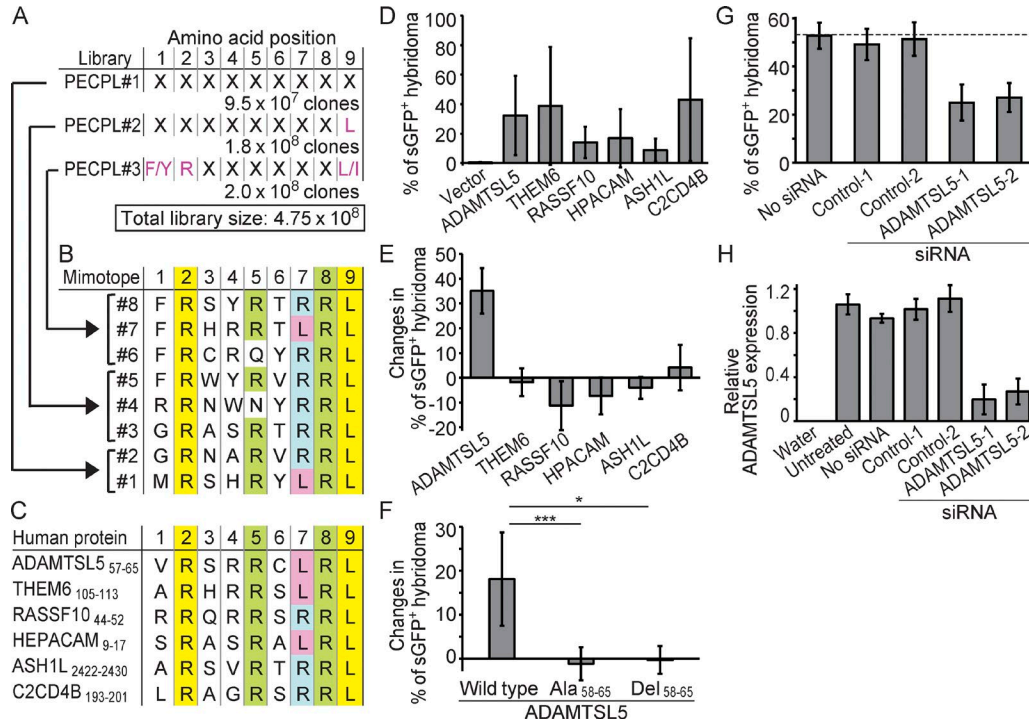 A
Amino acid position
Library 1 2 3 4 5 6 7 8 9
PECPL#1 X X X X X X X X X
9.5 x 10⁷ clones
PECPL#2 X X X X X X X X L
1.8 x 10⁸ clones
PECPL#3 F/Y R X X X X X X L/I
2.0 x 10⁸ clones
Total library size: 4.75 x 10⁸
B
Mimotope 1 2 3 4 5 6 7 8 9
#8 F R S Y R T R R L
#7 F R H R R T L R L
#6 F R C R Q Y R R L
#5 F R W Y R V R R L
#4 R R N W N Y R R L
#3 G R A S R T R R L
#2 G R N A R V R R L
#1 M R S H R Y L R L
C
Human protein 1 2 3 4 5 6 7 8 9
ADAMTSL5 57-65 V R S R R C L R L
THEM6 105-113 A R H R R S L R L
RASSF10 44-52 R R Q R R S R R L
HEPACAM 9-17 S R A S R A L R L
ASH1L 2422-2430 A R S V R T R R L
C2CD4B 193-201 L R A G R S R R L
D
% of sGFP⁺ hybridoma
100
80
60
40
20
0
Vector
ADAMTSL5
THEM6
RASSF10
HPACAM
ASH1L
C2CD4B
E
Changes in
% of sGFP⁺ hybridoma
50
40
30
20
10
0
-10
-20
ADAMTSL5
THEM6
RASSF10
HPACAM
ASH1L
C2CD4B
F
Changes in
% of sGFP⁺ hybridoma
30
20
10
0
***
*
Wild type Ala 58-65 Del 58-65
ADAMTSL5
G
% of sGFP⁺ hybridoma
60
40
20
0
No siRNA
Control-1
Control-2
ADAMTSL5-1
ADAMTSL5-2
siRNA
H
Relative
ADAMTSL5 expression
1.2
0.8
0.4
0
Water
Untreated
No siRNA
Control-1
Control-2
ADAMTSL5-1
ADAMTSL5-2
siRNA